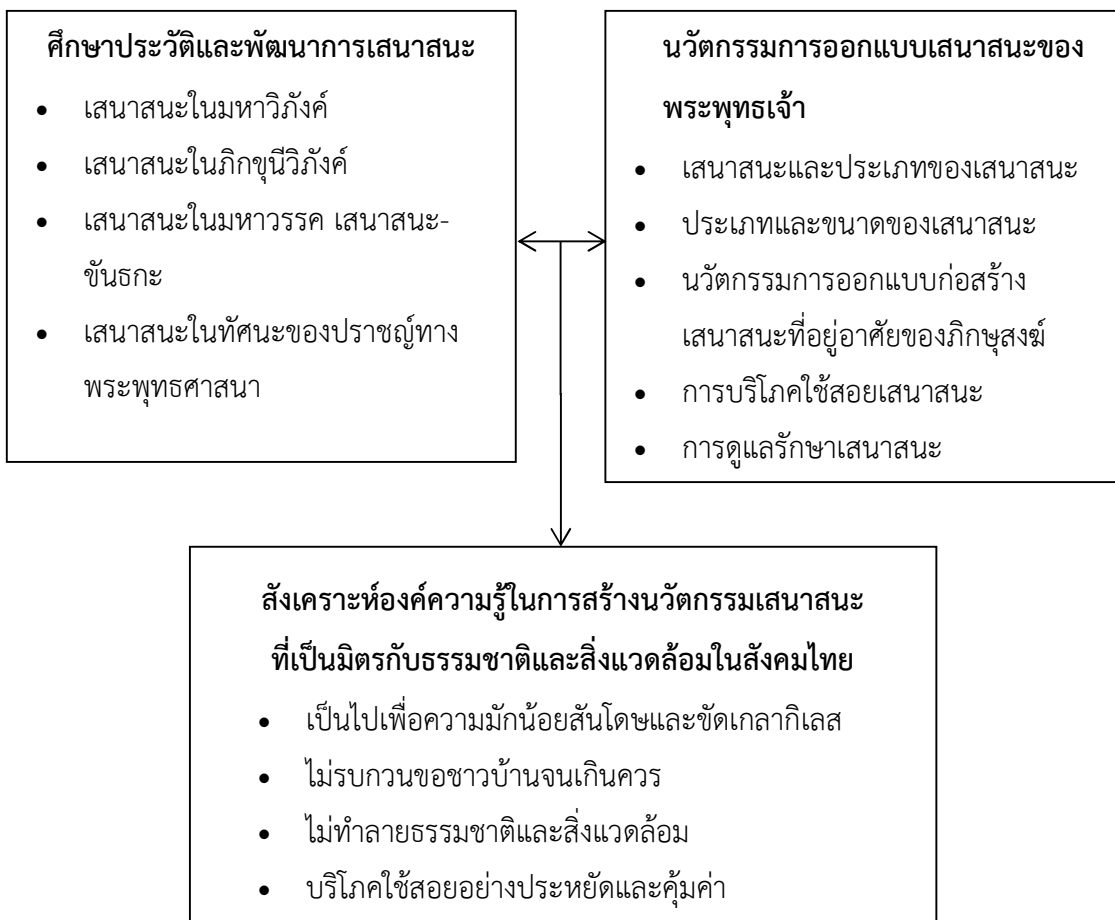 ศึกษาประวัติและพัฒนาการเสนาสนะ
• เสนาสนะในมหาวิภังค์
• เสนาสนะในภิกขุนีวิภังค์
• เสนาสนะในมหาวรรค เสนาสนะ-
ขันธกะ
• เสนาสนะในทัศนะของปราชญ์ทาง
พระพุทธศาสนา
นวัตกรรมการออกแบบเสนาสนะของ
พระพุทธเจ้า
• เสนาสนะและประเภทของเสนาสนะ
• ประเภทและขนาดของเสนาสนะ
• นวัตกรรมการออกแบบก่อสร้าง
เสนาสนะที่อยู่อาศัยของภิกษุสงฆ์
• การบริโภคใช้สอยเสนาสนะ
• การดูแลรักษาเสนาสนะ
สังเคราะห์องค์ความรู้ในการสร้างนวัตกรรมเสนาสนะ
ที่เป็นมิตรกับธรรมชาติและสิ่งแวดล้อมในสังคมไทย
• เป็นไปเพื่อความมักน้อยสันโดษและขัดเกลากิเลส
• ไม่รบกวนขอชาวบ้านจนเกินควร
• ไม่ทำลายธรรมชาติและสิ่งแวดล้อม
• บริโภคใช้สอยอย่างประหยัดและคุ้มค่า